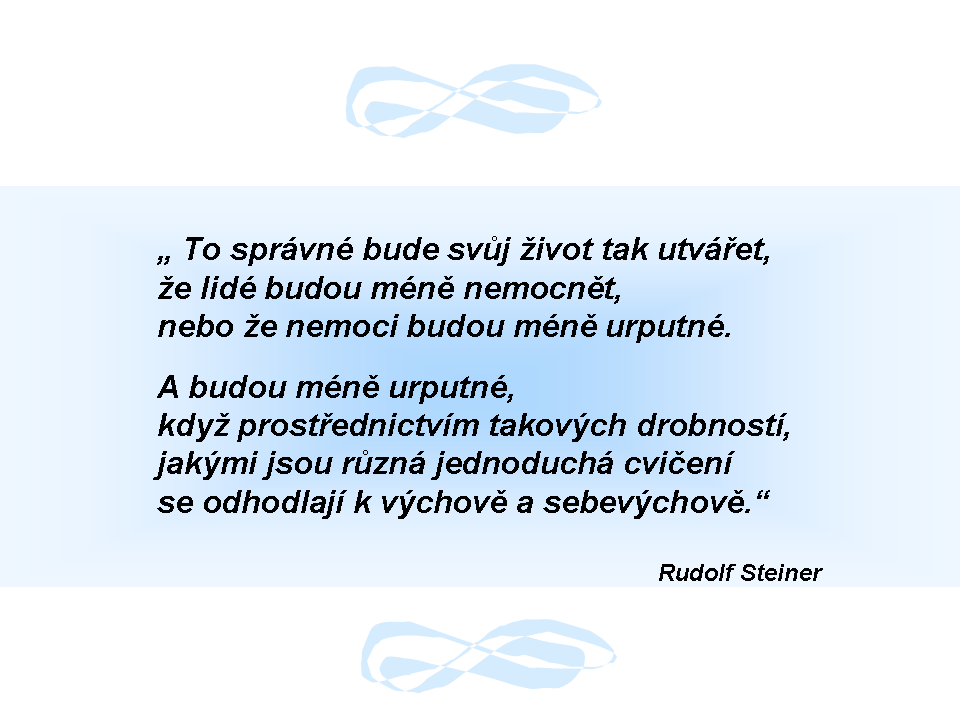 „ To správné bude svůj život tak utvářet,
že lidé budou méně nemocnět,
nebo že nemoci budou méně urputné.
A budou méně urputné,
když prostřednictvím takových drobností,
jakými jsou různá jednoduchá cvičení
se odhodlají k výchově a sebevýchově.“
Rudolf Steiner